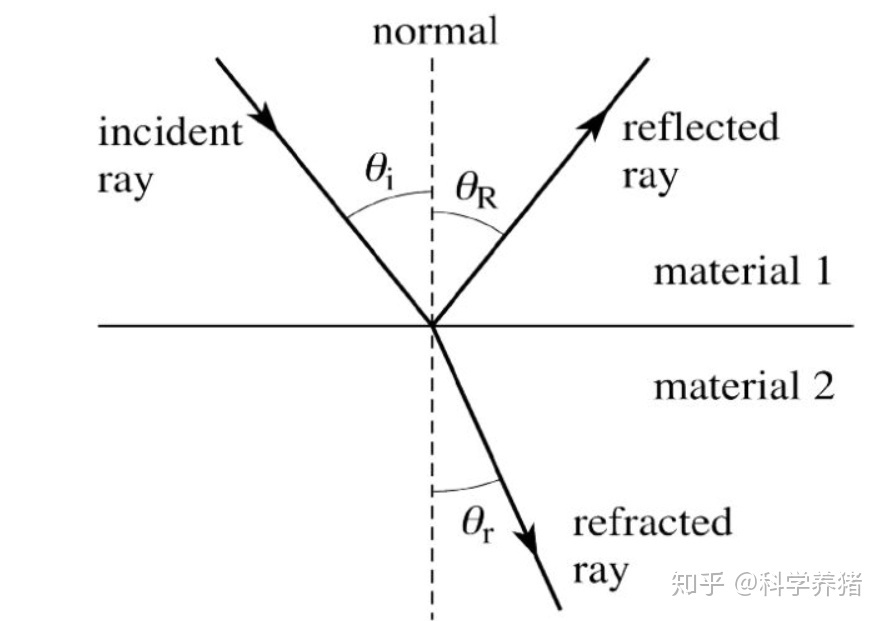 normal
incident
ray
θi
θR
reflected
ray
material 1
material 2
θr
refracted
ray
知乎 @科学养猪